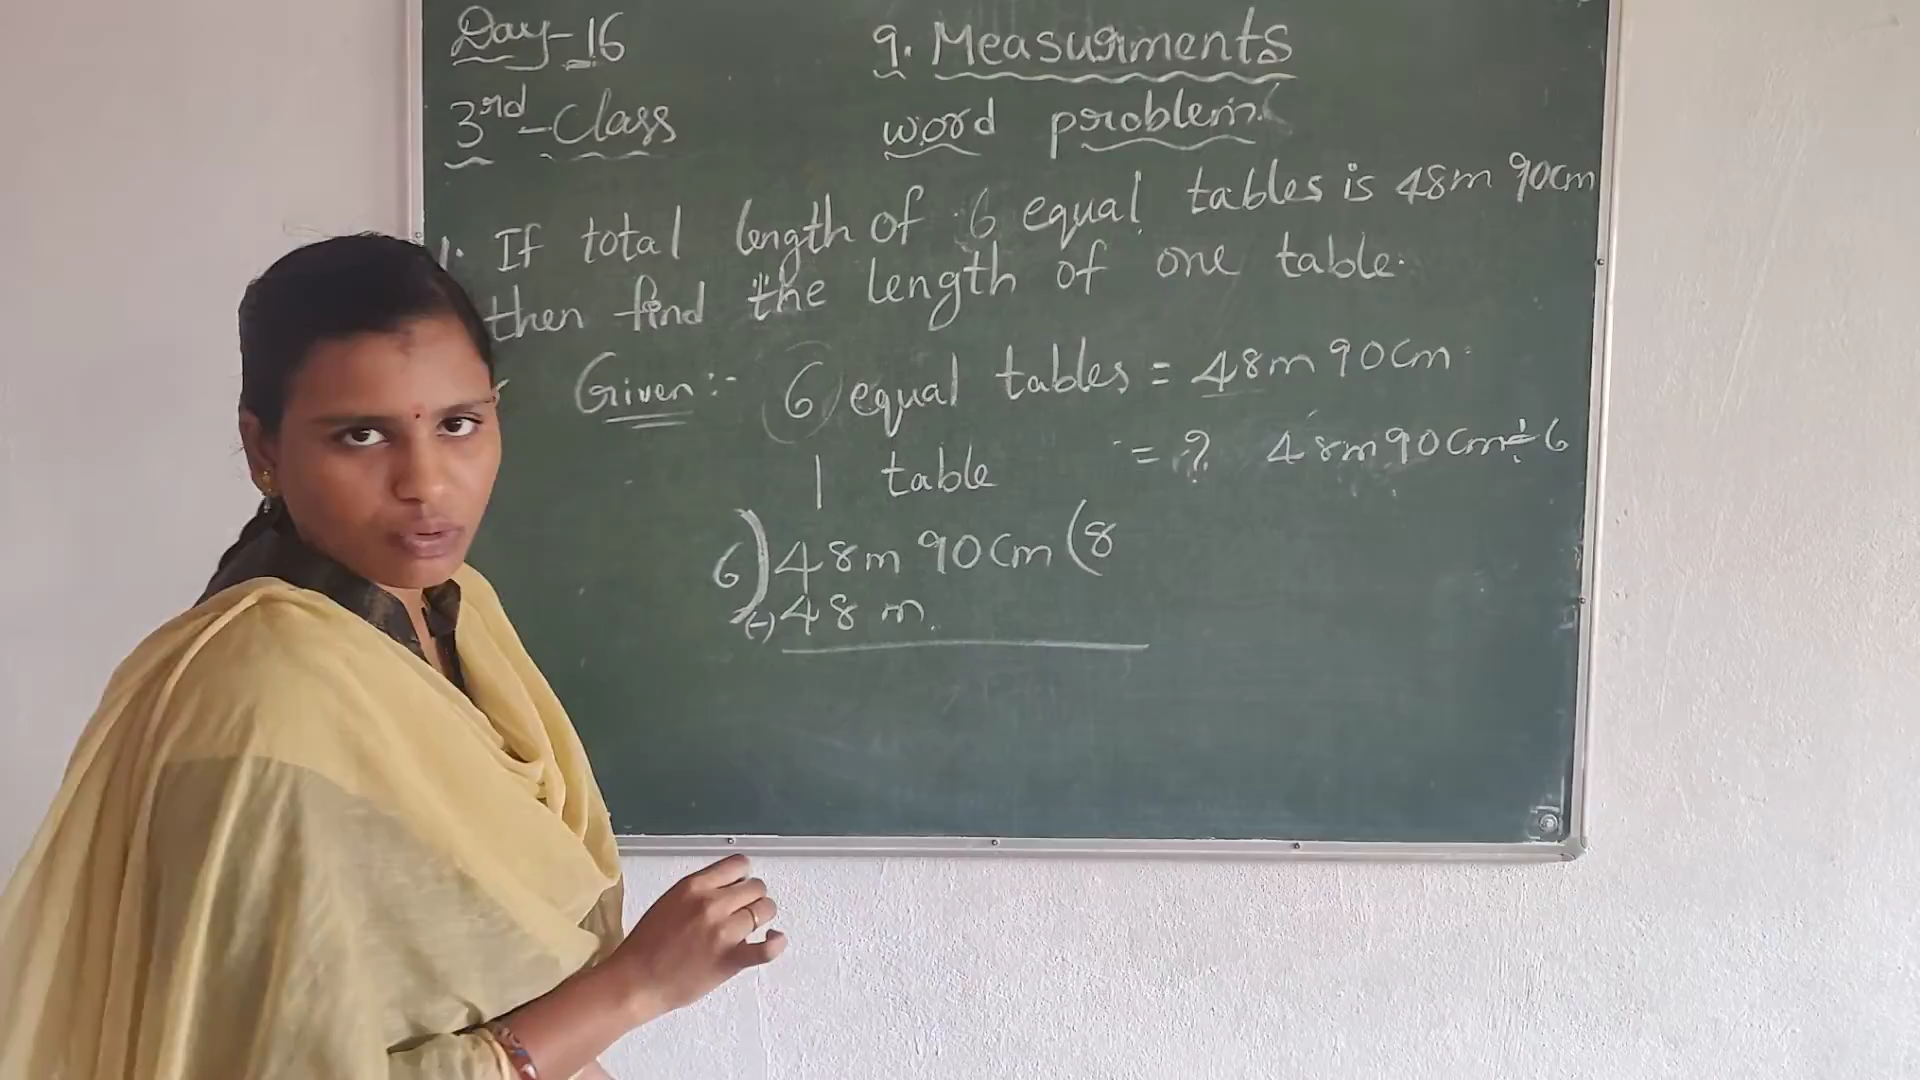 Day-16
9. Measurments
3rd-Class
word problem
1. If total length of 6 equal tables is 48m 90cm
then find the length of one table.
Given:- 6 equal tables = 48m 90cm
1 table = ? 48m90cm÷6
6)48m 90cm(8
(-)48m